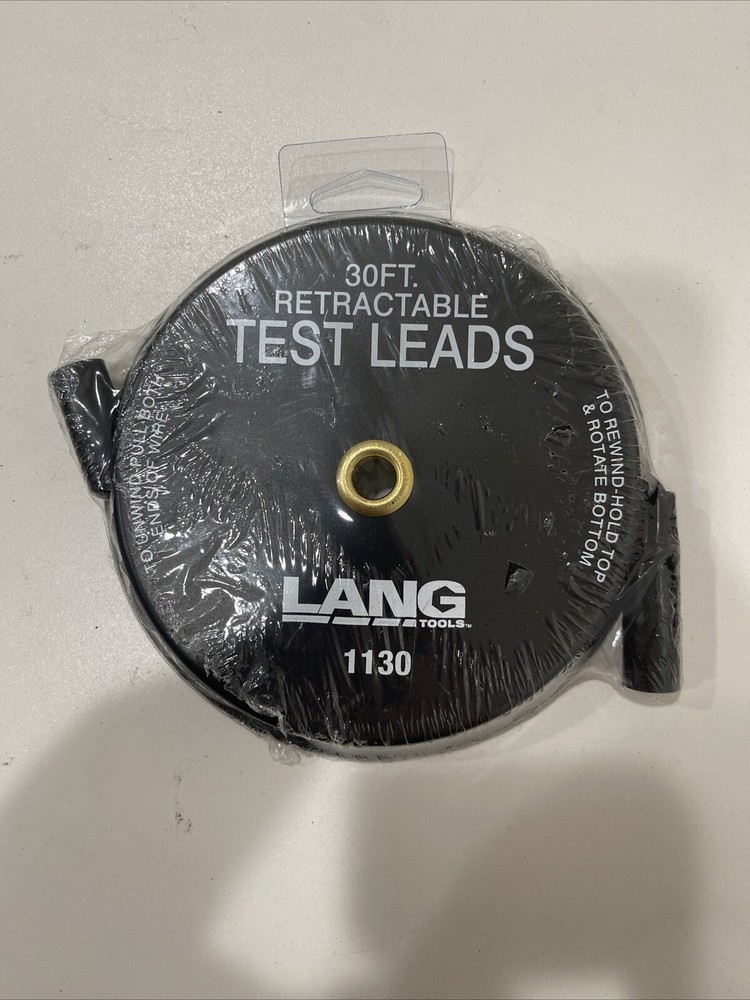 30FT.
RETRACTABLE
TEST LEADS
TO UNWIND PULL BOTH
ENDS OF WIRE
TO REWIND-HOLD TOP
& ROTATE BOTTOM
LANG
TOOLS™
1130